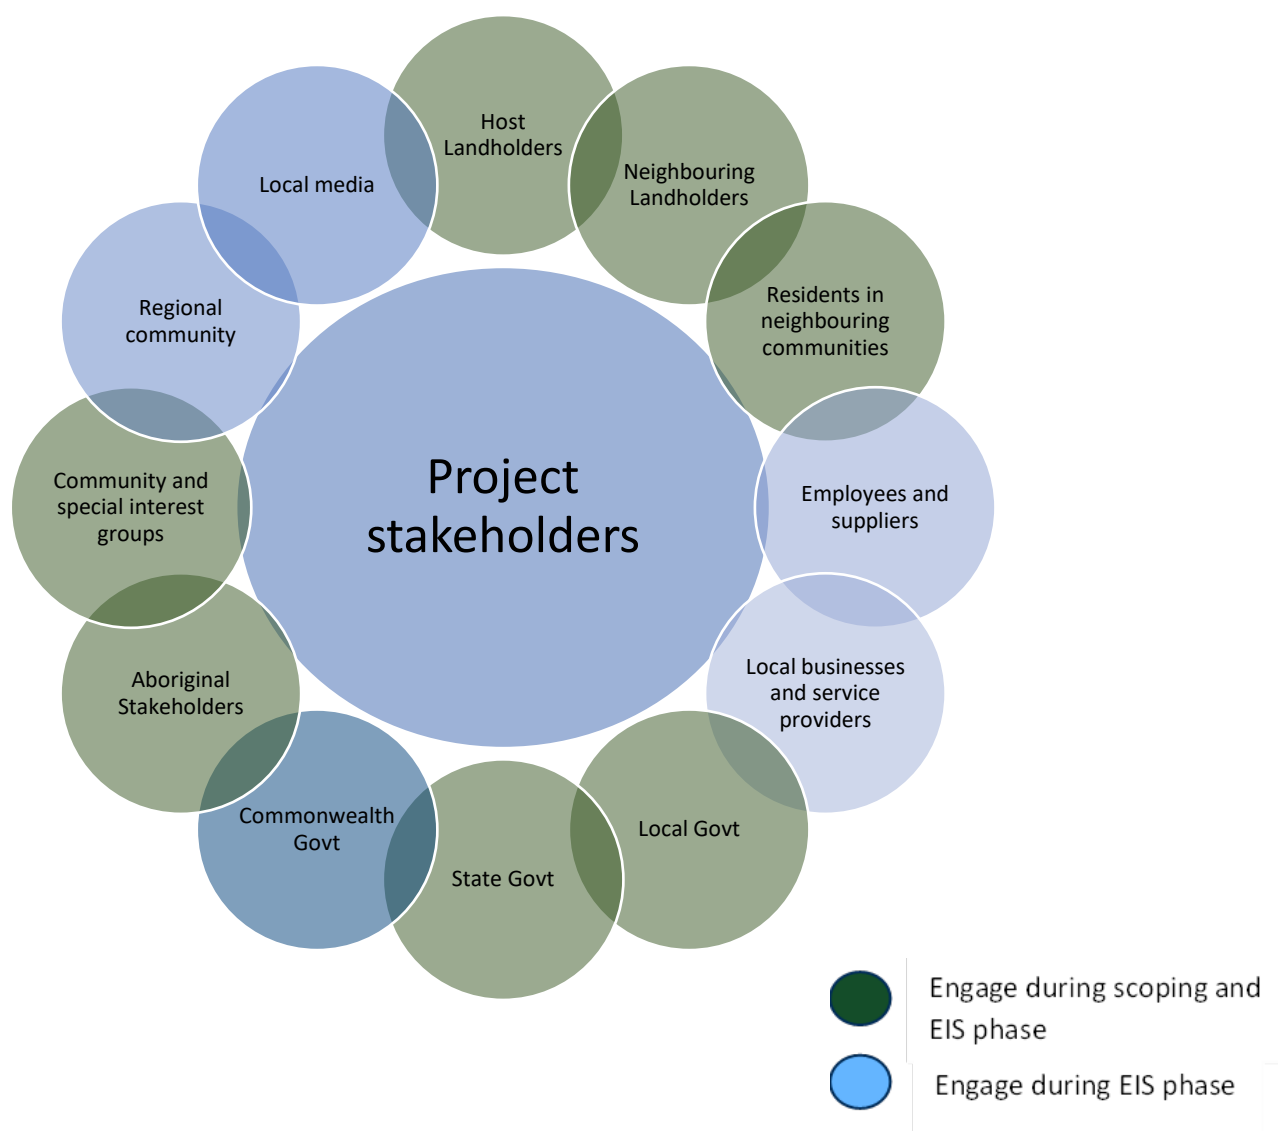 Host
Landholders
Neighbouring
Landholders
Residents in
neighbouring
communities
Employees and
suppliers
Local businesses
and service
providers
Local Govt
State Govt
Commonwealth
Govt
Aboriginal
Stakeholders
Community and
special interest
groups
Regional
community
Local media
Project
stakeholders
Engage during scoping and
EIS phase
Engage during EIS phase